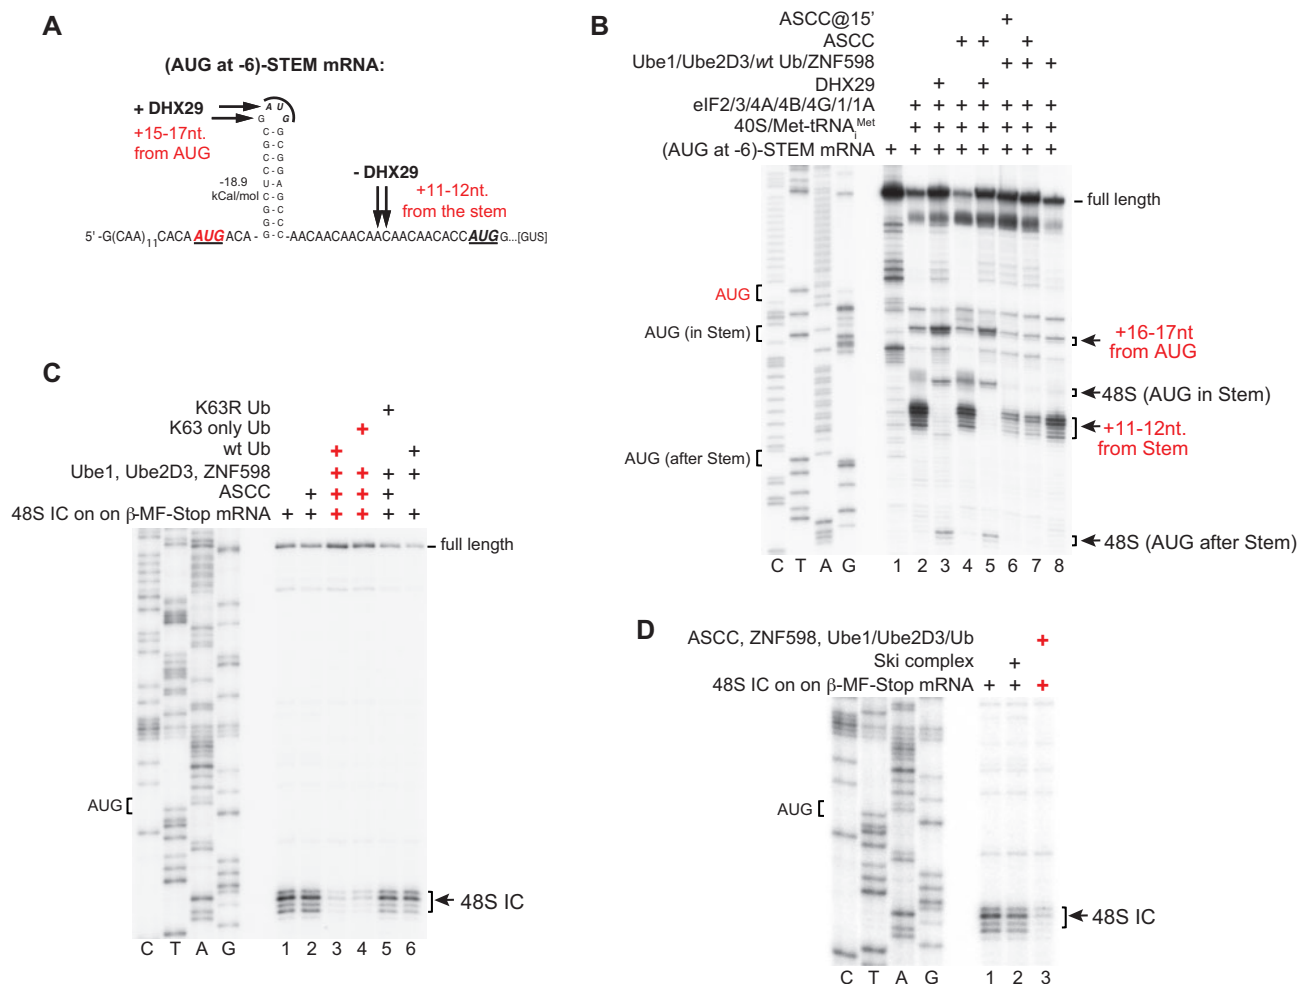 A
(AUG at -6)-STEM mRNA:
+ DHX29
+15-17nt.
from AUG
A U
G G
C - G
C - G
G - C
C - G
C - G
U - A
C - G
G - C
G - C
G - C
-18.9
kCal/mol
- DHX29
+11-12nt.
from the stem
5' -G(CAA)11CACA AUGACA- G - C -AACAACAACAACAACAACACC AUG G...[GUS]
B
ASCC@15' +
ASCC + + +
Ube1/Ube2D3/wt Ub/ZNF598 + + +
DHX29 + +
eIF2/3/4A/4B/4G/1/1A + + + + + + +
40S/Met-tRNAiMet + + + + + + +
(AUG at -6)-STEM mRNA + + + + + + + +
full length
AUG
AUG (in Stem)
AUG (after Stem)
+16-17nt
from AUG
48S (AUG in Stem)
+11-12nt.
from Stem
48S (AUG after Stem)
C T A G 1 2 3 4 5 6 7 8
C
K63R Ub +
K63 only Ub +
wt Ub + +
Ube1, Ube2D3, ZNF598 + + + +
ASCC + + + +
48S IC on on β-MF-Stop mRNA + + + + + +
full length
AUG
48S IC
C T A G 1 2 3 4 5 6
D
ASCC, ZNF598, Ube1/Ube2D3/Ub +
Ski complex +
48S IC on on β-MF-Stop mRNA + + +
AUG
48S IC
C T A G 1 2 3